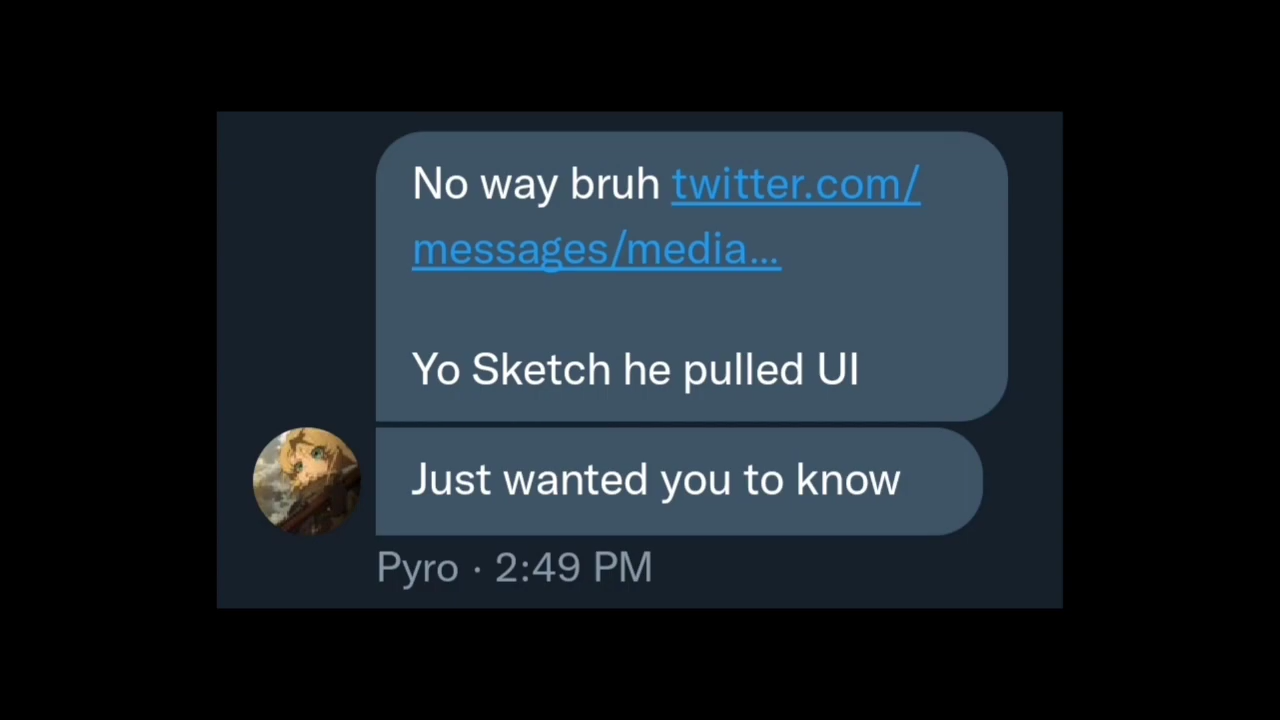 No way bruh twitter.com/
messages/media...
Yo Sketch he pulled UI
Just wanted you to know
Pyro · 2:49 PM